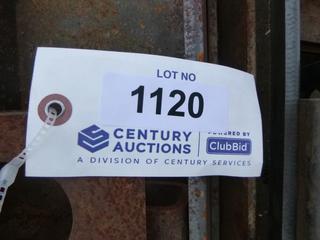 LOT NO
1120
CENTURY AUCTIONS
POWERED BY
ClubBid
A DIVISION OF CENTURY SERVICES